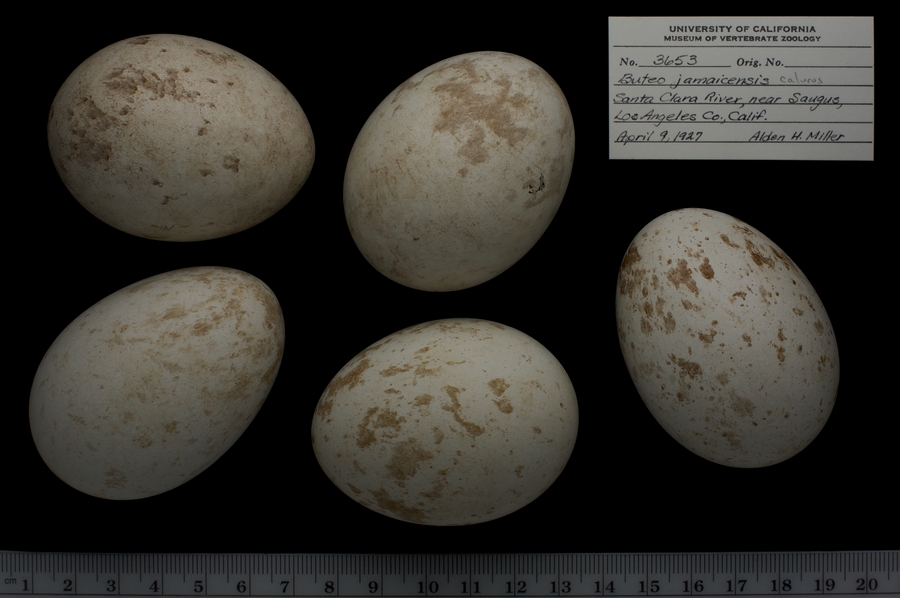 UNIVERSITY OF CALIFORNIA
MUSEUM OF VERTEBRATE ZOOLOGY
No. 3653 Orig. No.
Buteo jamaicensis calurus
Santa Clara River, near Saugus,
Los Angeles Co., Calif.
April 9, 1927 Alden H. Miller
cm 1 2 3 4 5 6 7 8 9 10 11 12 13 14 15 16 17 18 19 20